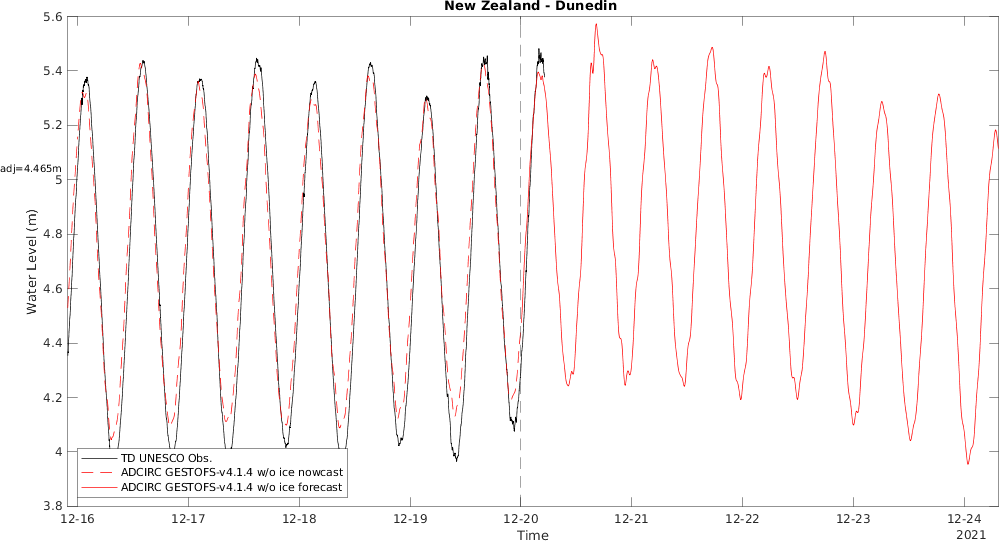 New Zealand - Dunedin
5.6
5.4
5.2
adj=4.465m
5
4.8
4.6
4.4
4.2
4
3.8
Water Level (m)
TD UNESCO Obs.
ADCIRC GESTOFS-v4.1.4 w/o ice nowcast
ADCIRC GESTOFS-v4.1.4 w/o ice forecast
12-16 12-17 12-18 12-19 12-20 12-21 12-22 12-23 12-24
Time 2021